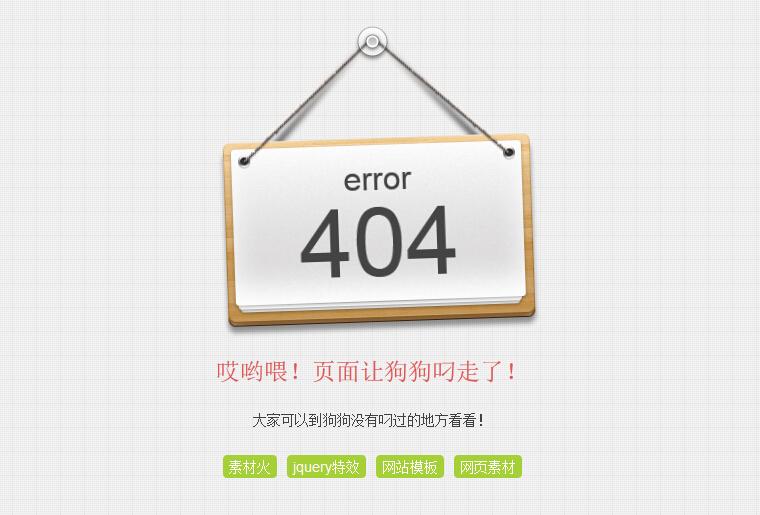 error
404
哎哟喂！页面让狗狗叼走了！
大家可以到狗狗没有叼过的地方看看！
素材火 jquery特效 网站模板 网页素材